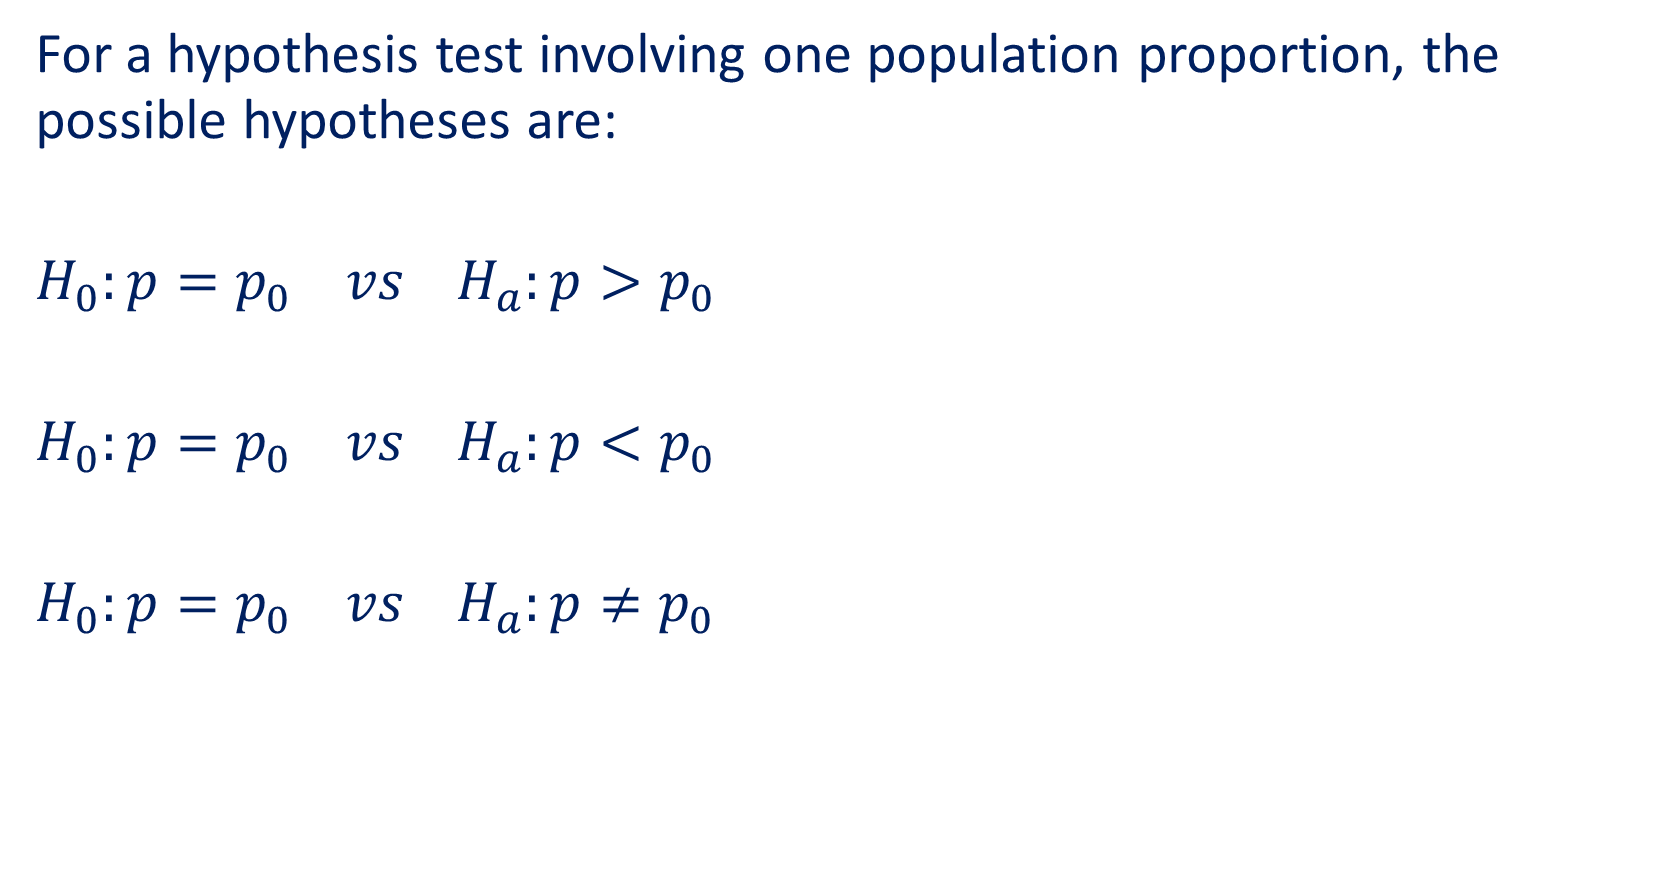 For a hypothesis test involving one population proportion, the
possible hypotheses are:
H₀: p = p₀ vs Hₐ: p > p₀
H₀: p = p₀ vs Hₐ: p < p₀
H₀: p = p₀ vs Hₐ: p ≠ p₀